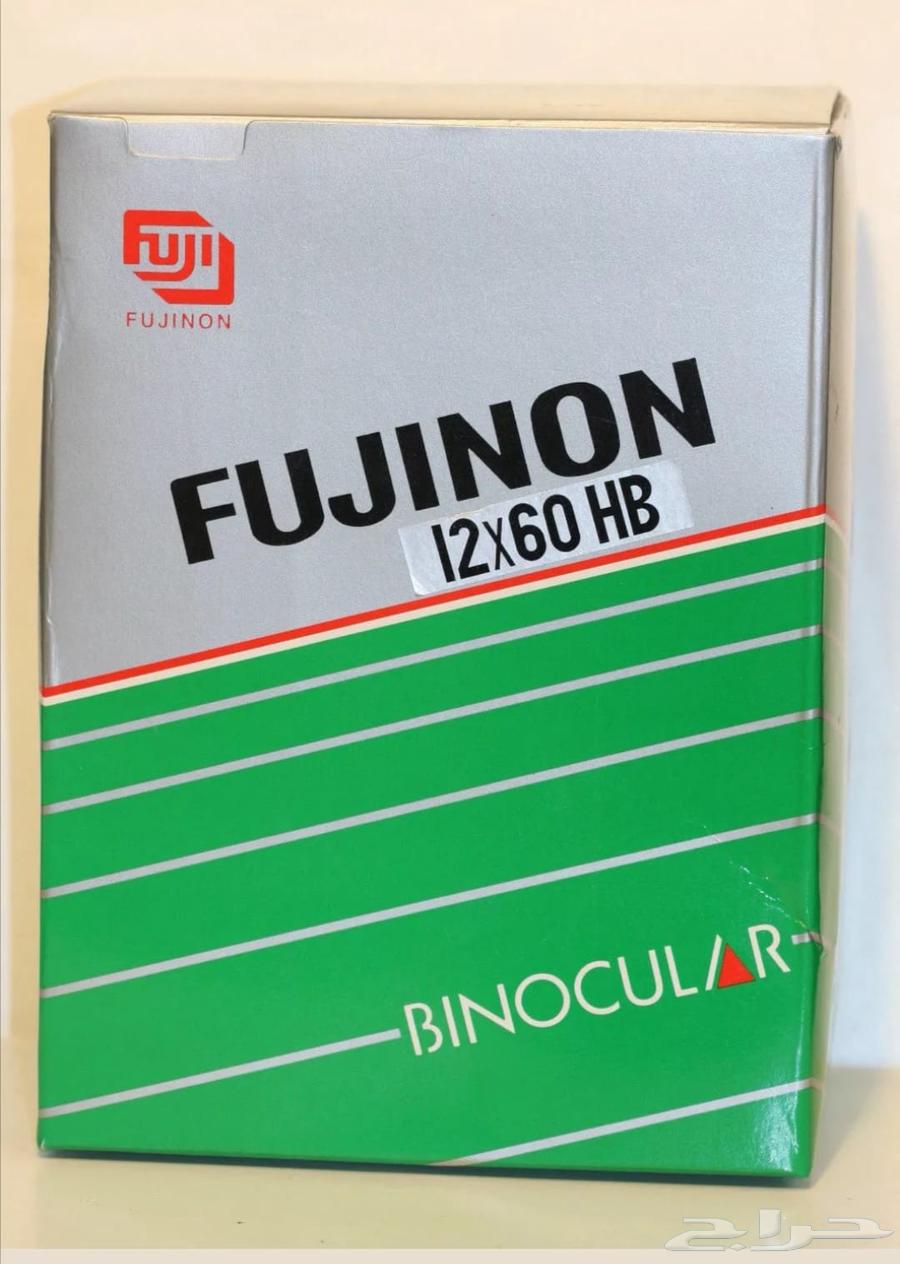 FUJI
FUJINON
FUJINON
12x60 HB
BINOCULAR
حراج